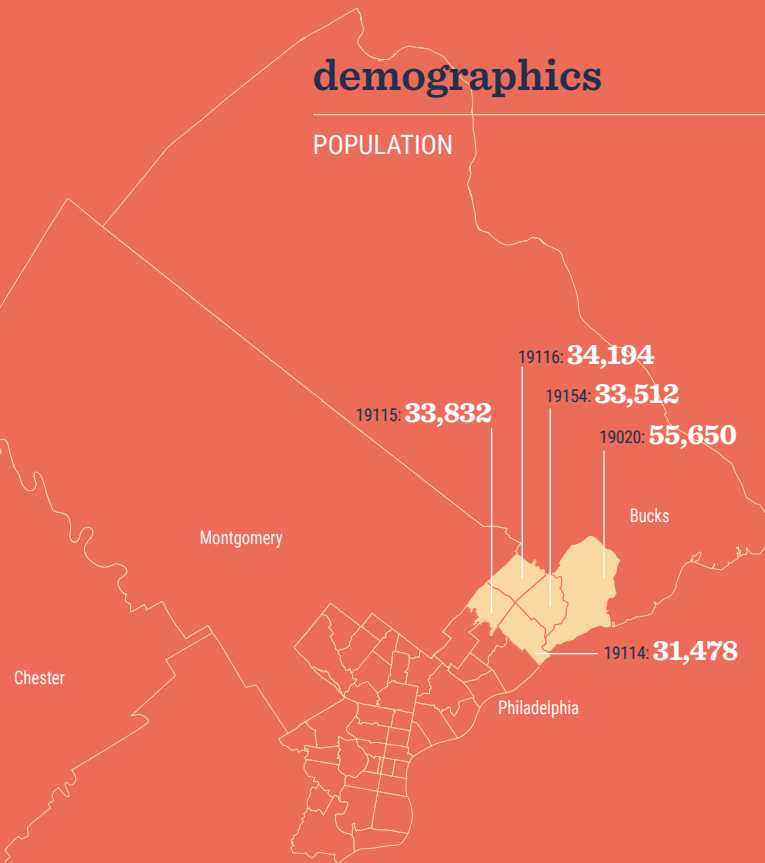 demographics
POPULATION
19116: 34,194
19154: 33,512
19115: 33,832
19020: 55,650
Bucks
Montgomery
19114: 31,478
Chester
Philadelphia